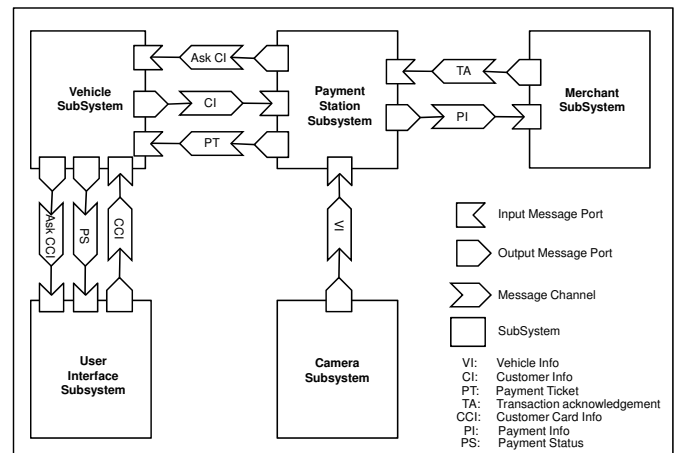 Vehicle
SubSystem
Ask CI
CI
PT
Payment
Station
Subsystem
TA
PI
Merchant
SubSystem
Ask CCI
PS
CCI
VI
User
Interface
Subsystem
Camera
Subsystem
Input Message Port
Output Message Port
Message Channel
SubSystem
VI: Vehicle Info
CI: Customer Info
PT: Payment Ticket
TA: Transaction acknowledgement
CCI: Customer Card Info
PI: Payment Info
PS: Payment Status